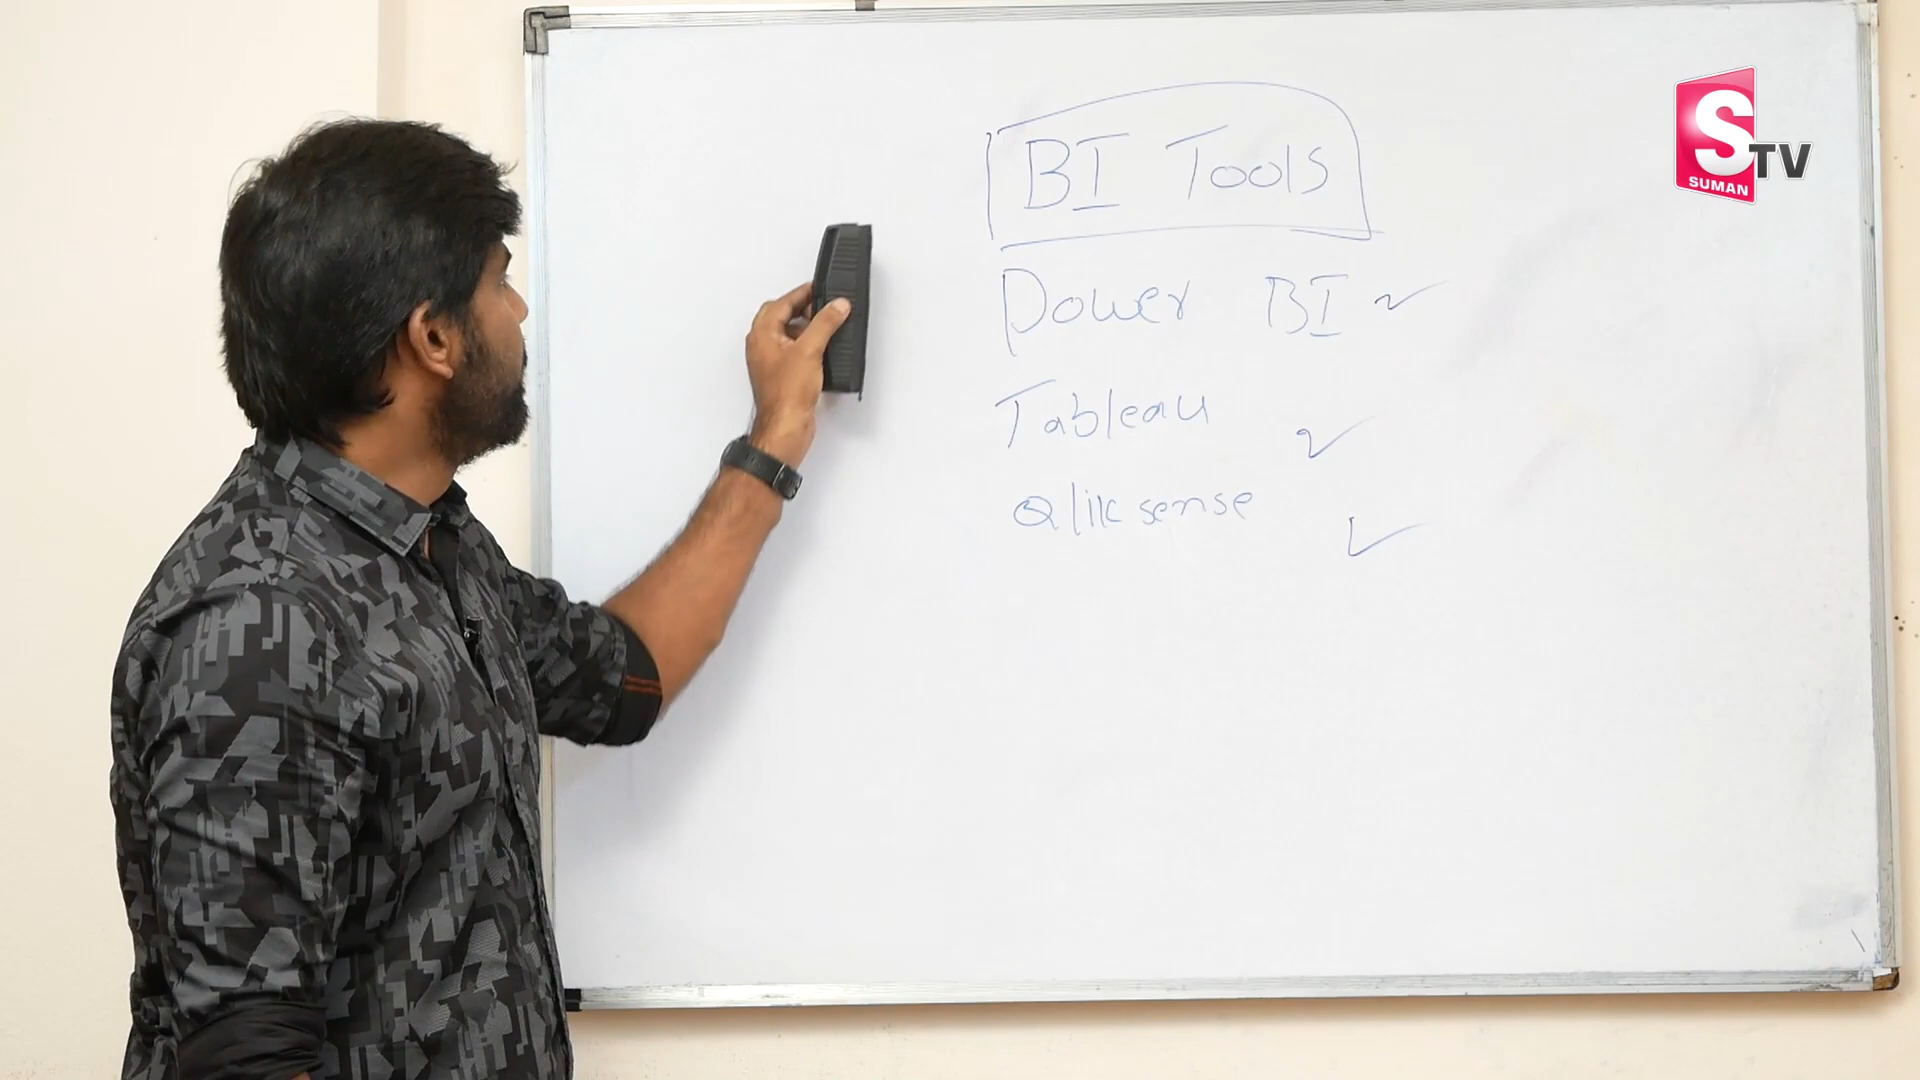 BI Tools
Power BI
Tableau
Qlik sense
S TV
SUMAN